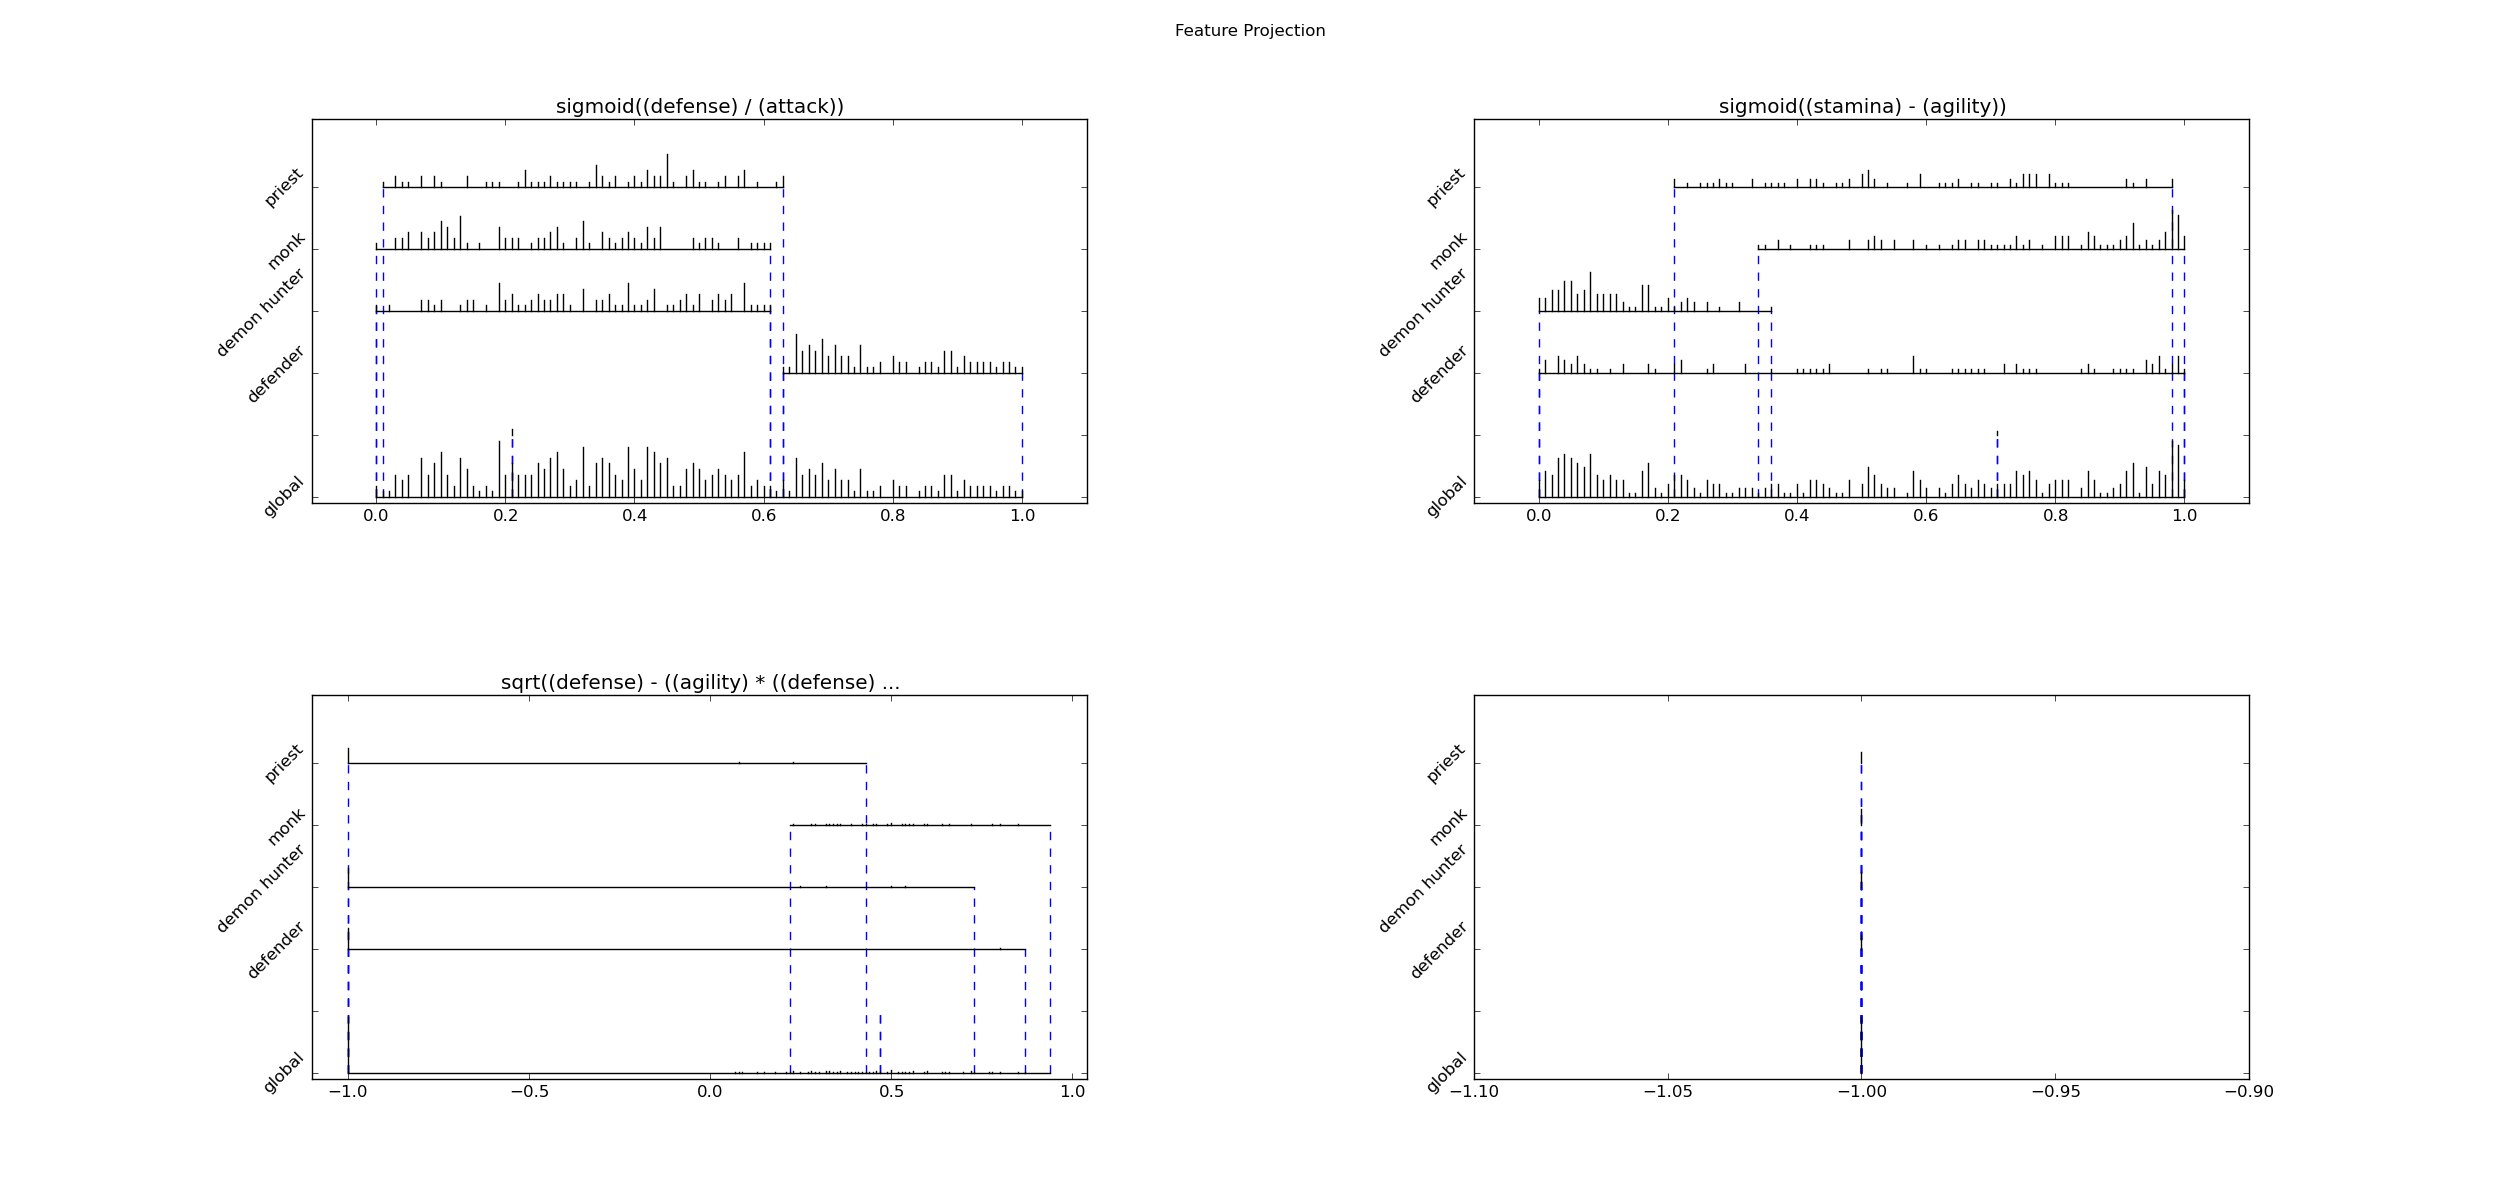 Feature Projection
sigmoid((defense) / (attack))
priest
monk
demon hunter
defender
global
0.0 0.2 0.4 0.6 0.8 1.0
sigmoid((stamina) - (agility))
priest
monk
demon hunter
defender
global
0.0 0.2 0.4 0.6 0.8 1.0
sqrt((defense) - ((agility) * ((defense) ...
priest
monk
demon hunter
defender
global
−1.0 −0.5 0.0 0.5 1.0
priest
monk
demon hunter
defender
global
−1.10 −1.05 −1.00 −0.95 −0.90